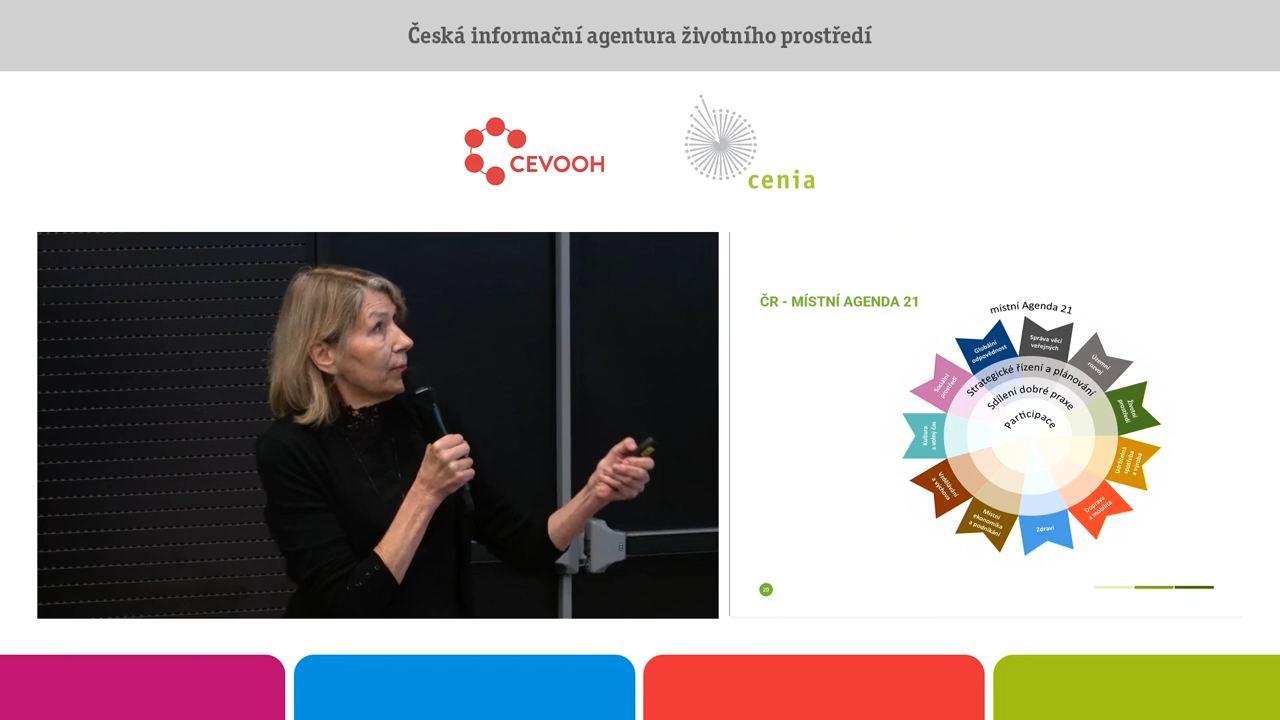 Česká informační agentura životního prostředí
CEVOOH
cenia
ČR - MÍSTNÍ AGENDA 21
místní Agenda 21
Správa věcí
veřejných
Územní
rozvoj
Životní
prostředí
Udržitelná
spotřeba
a výroba
Doprava
a mobilita
Zdraví
Místní
ekonomika
a podnikání
Vzdělávání
a výchova
Kultura
a volný čas
Sociální
prostředí
Globální
odpovědnost
Strategické řízení a plánování
Sdílení dobré praxe
Participace
20